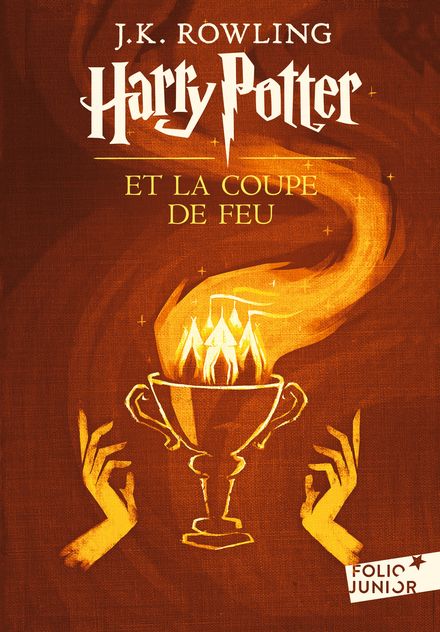 J.K. ROWLING
Harry Potter
ET LA COUPE
DE FEU
FOLIO
JUNIOR